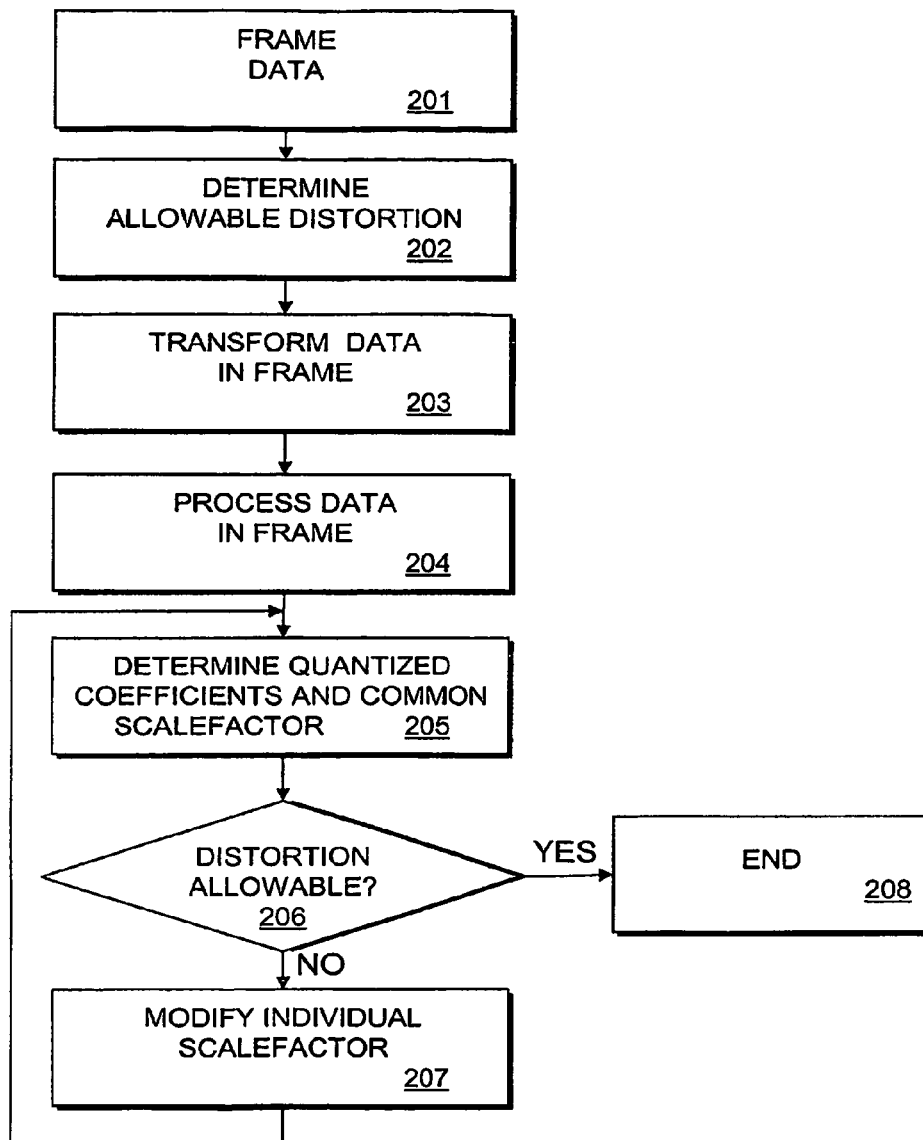 FRAME
DATA
201
DETERMINE
ALLOWABLE DISTORTION
202
TRANSFORM DATA
IN FRAME
203
PROCESS DATA
IN FRAME
204
DETERMINE QUANTIZED
COEFFICIENTS AND COMMON
SCALEFACTOR 205
DISTORTION
ALLOWABLE?
206
YES
END
208
NO
MODIFY INDIVIDUAL
SCALEFACTOR
207